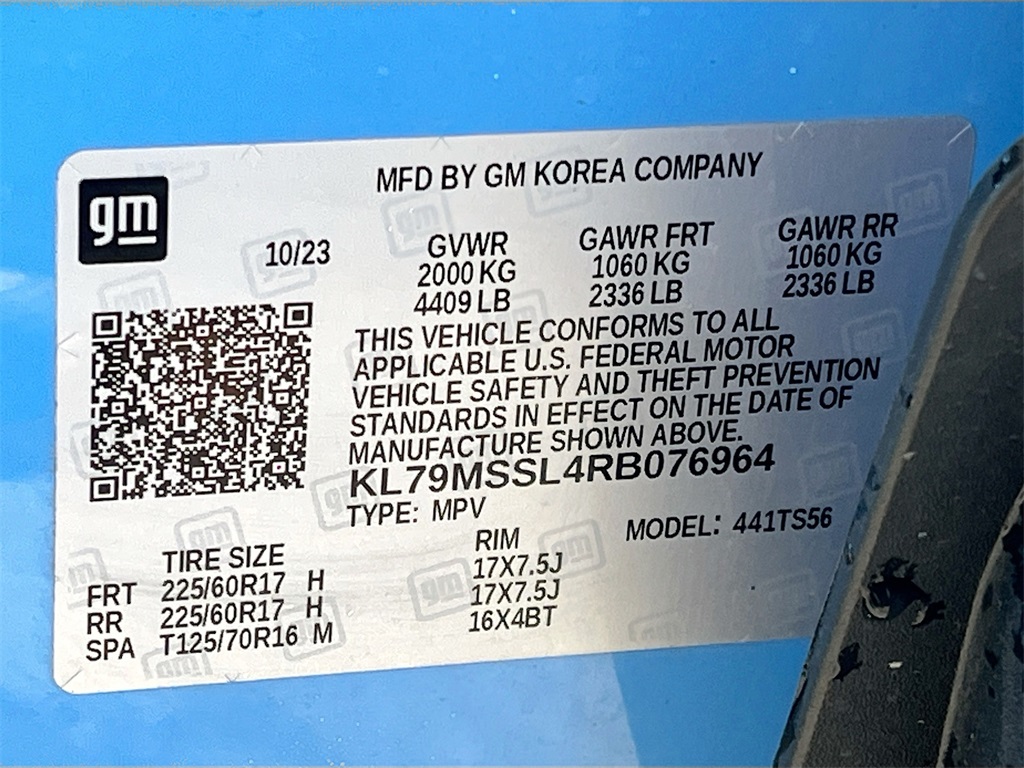 MFD BY GM KOREA COMPANY
gm
10/23
GVWR GAWR FRT GAWR RR
2000 KG 1060 KG 1060 KG
4409 LB 2336 LB 2336 LB
THIS VEHICLE CONFORMS TO ALL
APPLICABLE U.S. FEDERAL MOTOR
VEHICLE SAFETY AND THEFT PREVENTION
STANDARDS IN EFFECT ON THE DATE OF
MANUFACTURE SHOWN ABOVE.
KL79MSSL4RB076964
TYPE: MPV MODEL: 441TS56
TIRE SIZE RIM
FRT 225/60R17 H 17X7.5J
RR 225/60R17 H 17X7.5J
SPA T125/70R16 M 16X4BT